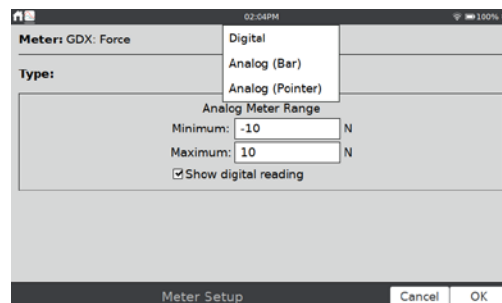 02:04PM 100%
Meter: GDX: Force
Type:
Digital
Analog (Bar)
Analog (Pointer)
Analog Meter Range
Minimum: -10 N
Maximum: 10 N
Show digital reading
Meter Setup Cancel OK